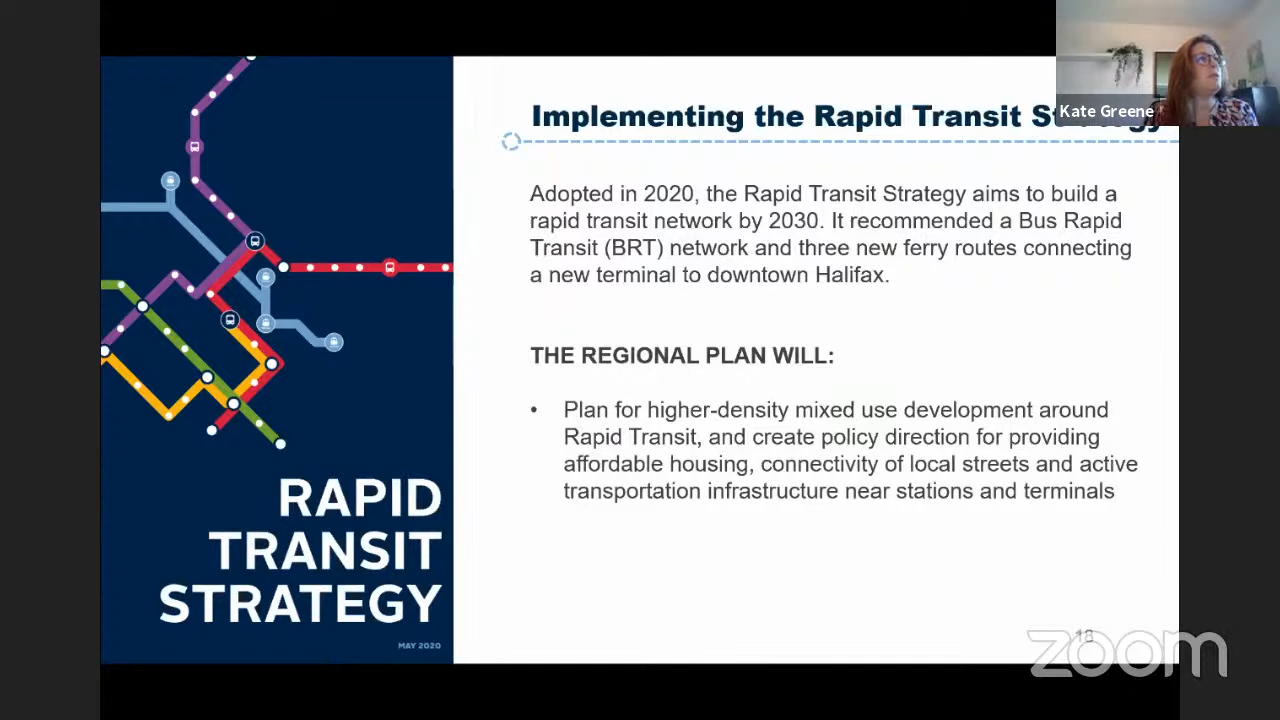 Kate Greene
RAPID
TRANSIT
STRATEGY
MAY 2020
Implementing the Rapid Transit Strategy
Adopted in 2020, the Rapid Transit Strategy aims to build a
rapid transit network by 2030. It recommended a Bus Rapid
Transit (BRT) network and three new ferry routes connecting
a new terminal to downtown Halifax.
THE REGIONAL PLAN WILL:
• Plan for higher-density mixed use development around
Rapid Transit, and create policy direction for providing
affordable housing, connectivity of local streets and active
transportation infrastructure near stations and terminals
18
zoom